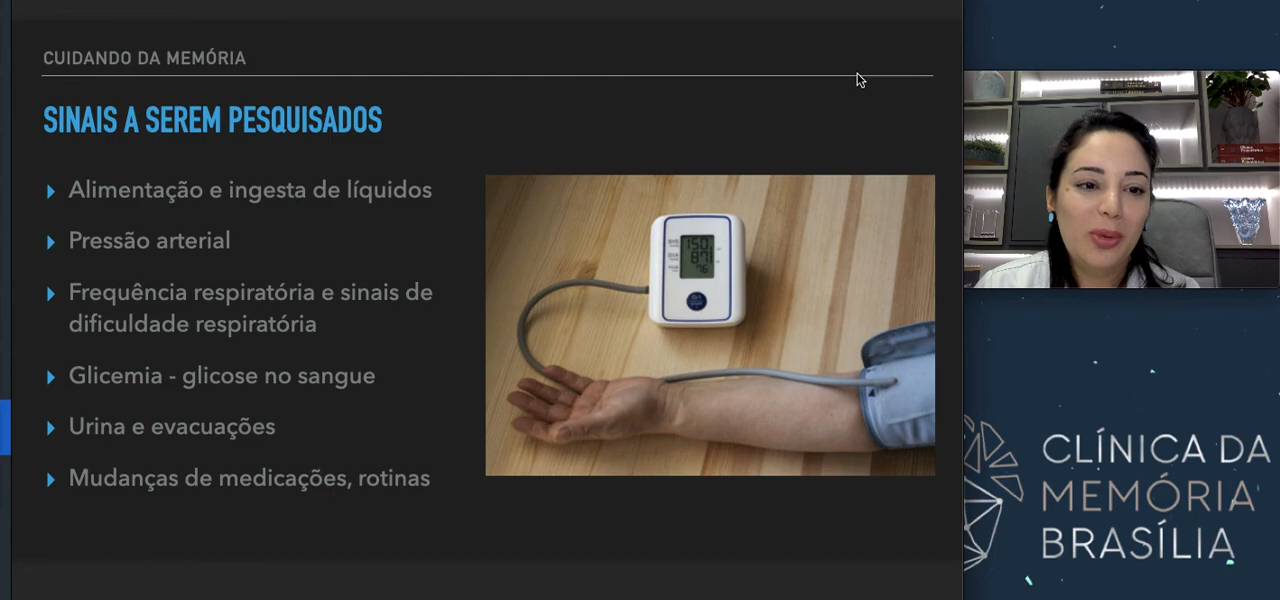 CUIDANDO DA MEMÓRIA
SINAIS A SEREM PESQUISADOS
Alimentação e ingesta de líquidos
Pressão arterial
Frequência respiratória e sinais de
dificuldade respiratória
Glicemia - glicose no sangue
Urina e evacuações
Mudanças de medicações, rotinas
150
87
76
CLÍNICA DA
MEMÓRIA
BRASÍLIA